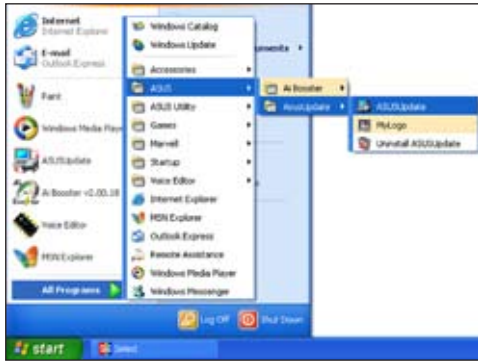 Internet
Internet Explorer
E-mail
Outlook Express
Paint
Windows Media Player
ASUSUpdate
Ai Booster v2.00.18
Voice Editor
MSN Explorer
All Programs
Windows Catalog
Windows Update
Accessories
ASUS
ASUS Utility
Games
Marvell
Startup
Voice Editor
Internet Explorer
MSN Explorer
Outlook Express
Remote Assistance
Windows Media Player
Windows Messenger
uments
Ai Booster
AsusUpdate
ASUSUpdate
MyLogo
Uninstall ASUSUpdate
Log Off
Shut Down
start
Select